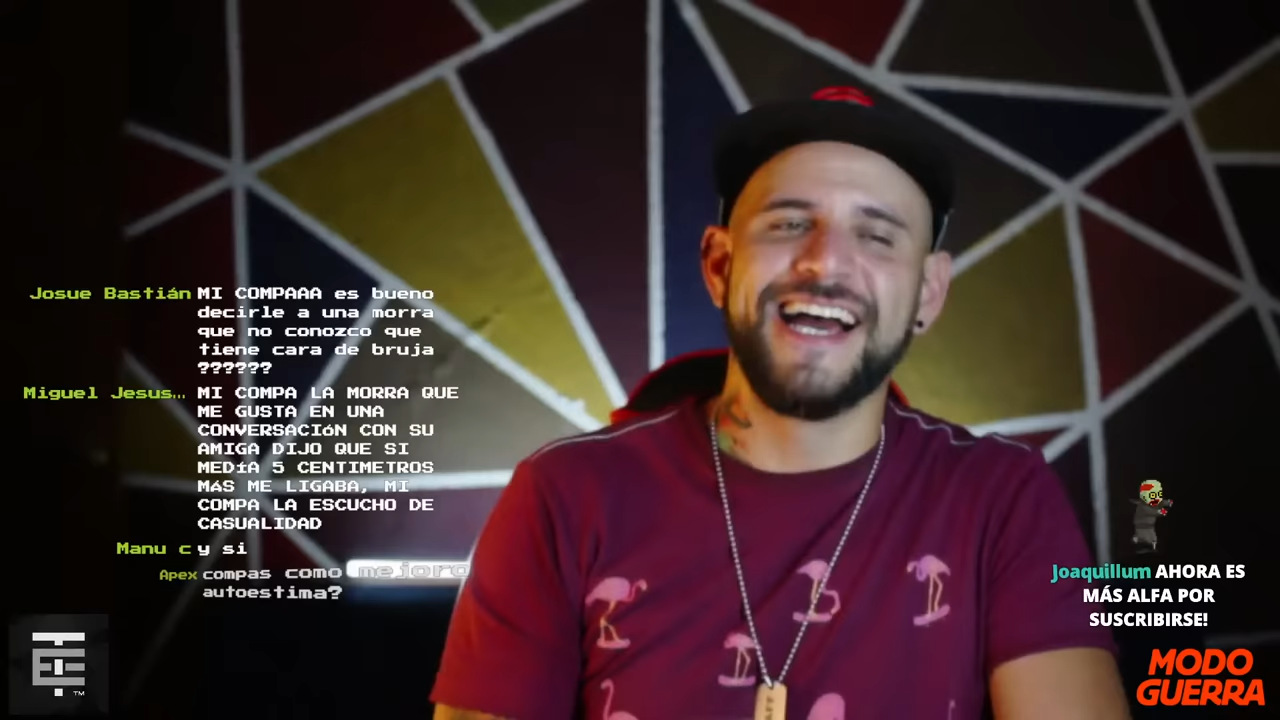 Josue Bastián MI COMPAAA es bueno
decirle a una morra
que no conozco que
tiene cara de bruja
??????
Miguel Jesus… MI COMPA LA MORRA QUE
ME GUSTA EN UNA
CONVERSACIóN CON SU
AMIGA DIJO QUE SI
MEDíA 5 CENTIMETROS
MáS ME LIGABA, MI
COMPA LA ESCUCHO DE
CASUALIDAD
Manu c y si
Apex compas como mejoro
autoestima?
TM
Joaquillum AHORA ES
MÁS ALFA POR
SUSCRIBIRSE!
MODO
GUERRA